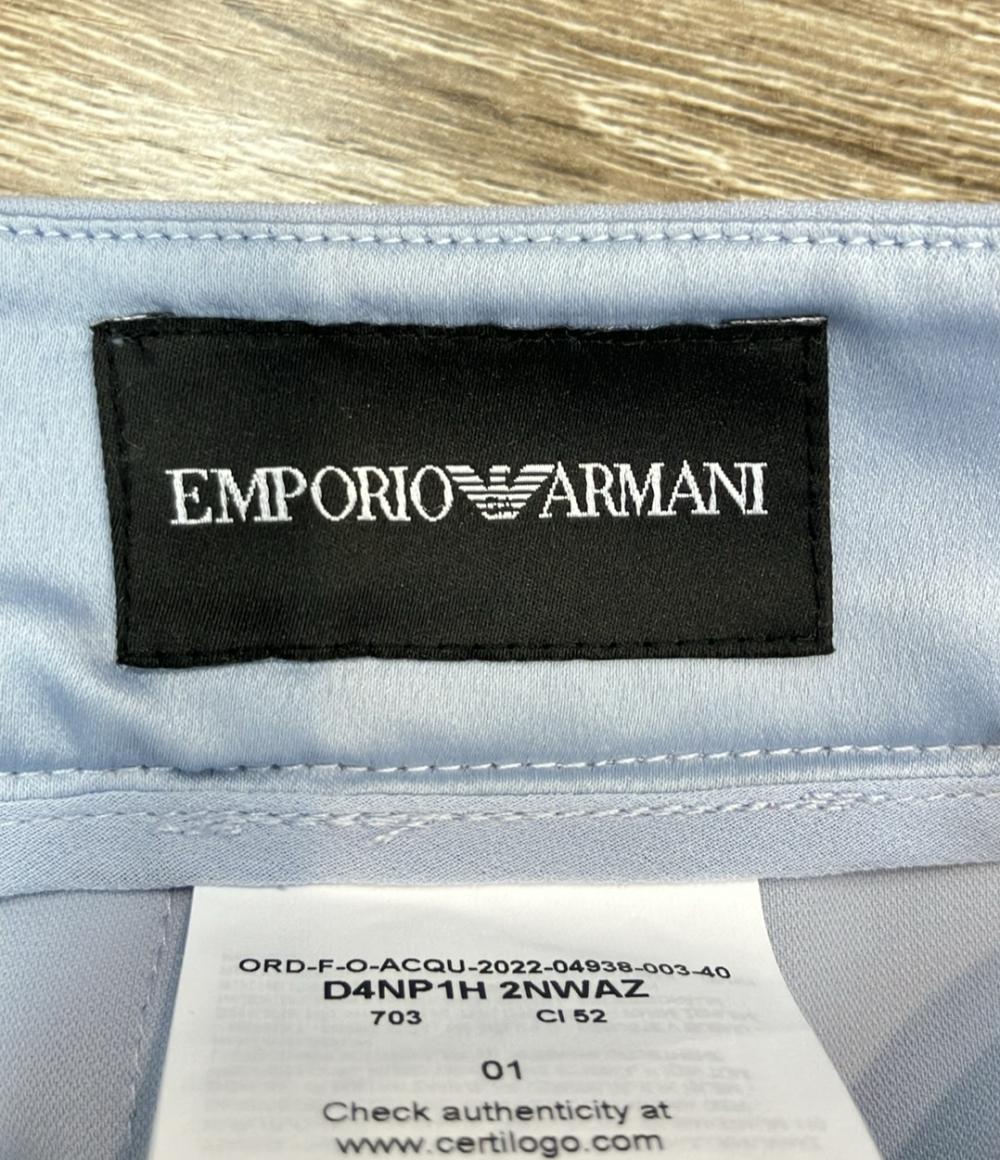 EMPORIO ARMANI
ORD-F-O-ACQU-2022-04938-003-40
D4NP1H 2NWAZ
703 CI 52
01
Check authenticity at
www.certilogo.com